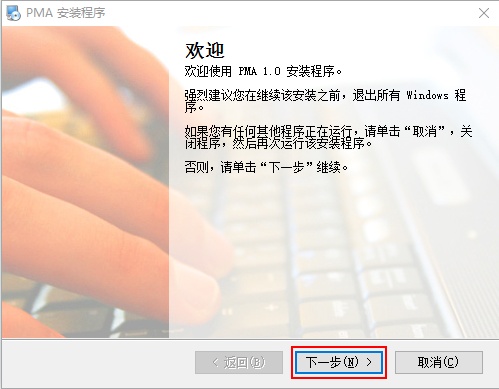 PMA 安装程序
欢迎
欢迎使用 PMA 1.0 安装程序。
强烈建议您在继续该安装之前，退出所有 Windows 程
序。
如果您有任何其他程序正在运行，请单击“取消”，关
闭程序，然后再次运行该安装程序。
否则，请单击“下一步”继续。
< 返回(B)
下一步(N) >
取消(C)